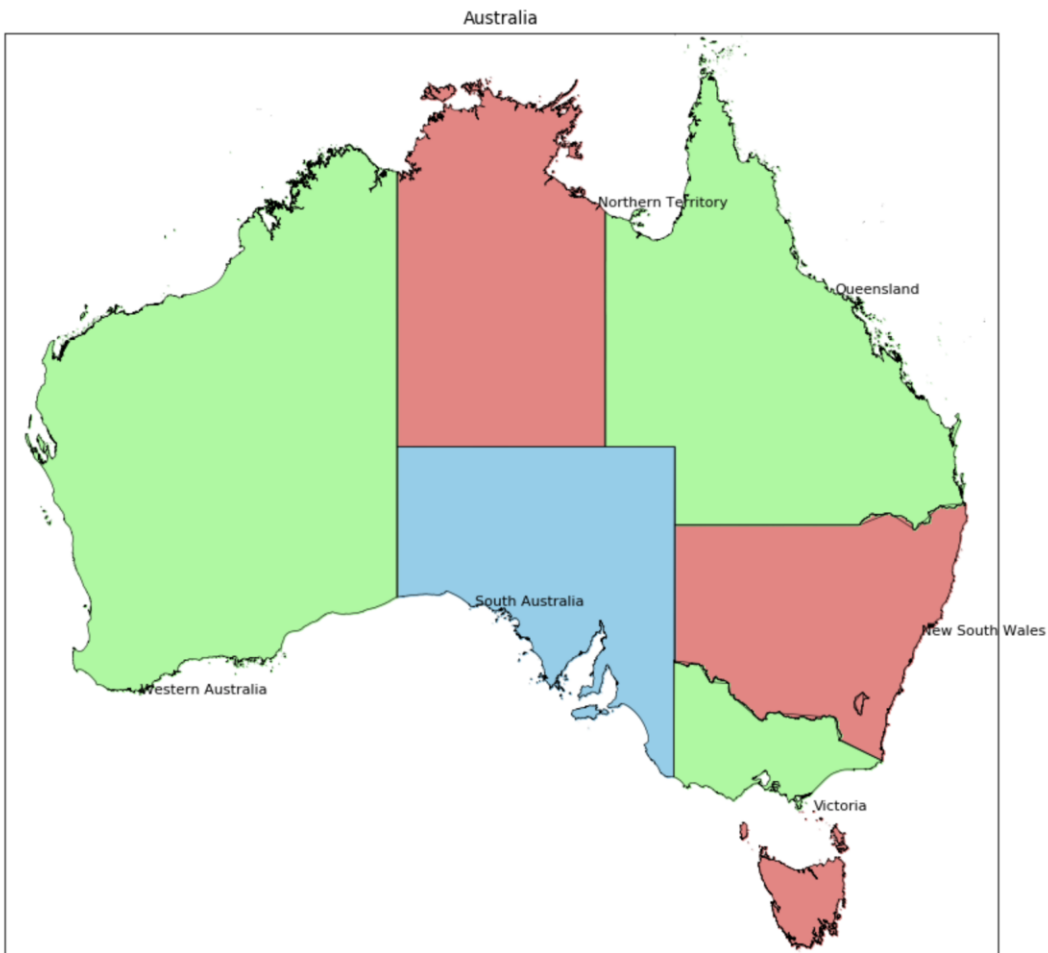 Australia
Northern Territory
Queensland
South Australia
New South Wales
Western Australia
Victoria